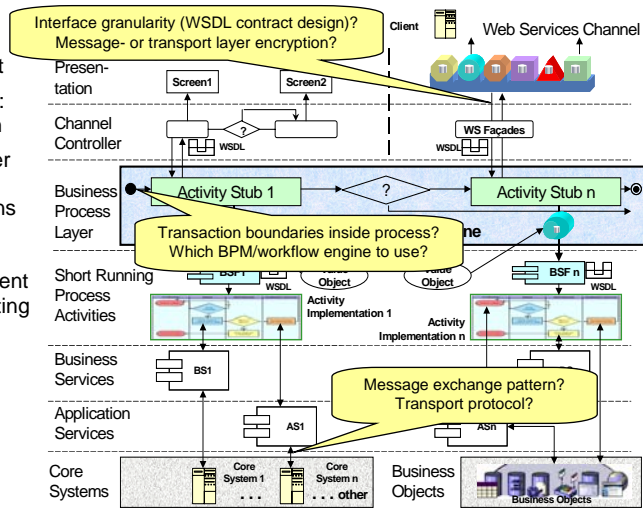 Interface granularity (WSDL contract design)?
Message- or transport layer encryption?
Client
Web Services Channel
Presen-
tation
Screen1
Screen2
Channel
Controller
?
WSDL
WS Façades
WSDL
Business
Process
Layer
Activity Stub 1
?
Activity Stub n
Transaction boundaries inside process?
Which BPM/workflow engine to use?
ne
Short Running
Process
Activities
BSF 1
WSDL
Value
Object
Value
Object
BSF n
WSDL
Activity
Implementation 1
Activity
Implementation n
Business
Services
BS1
Message exchange pattern?
Transport protocol?
Application
Services
AS1
ASn
Core
Systems
Core
System 1
. . .
Core
System n
. . . other
Business
Objects
Business Objects